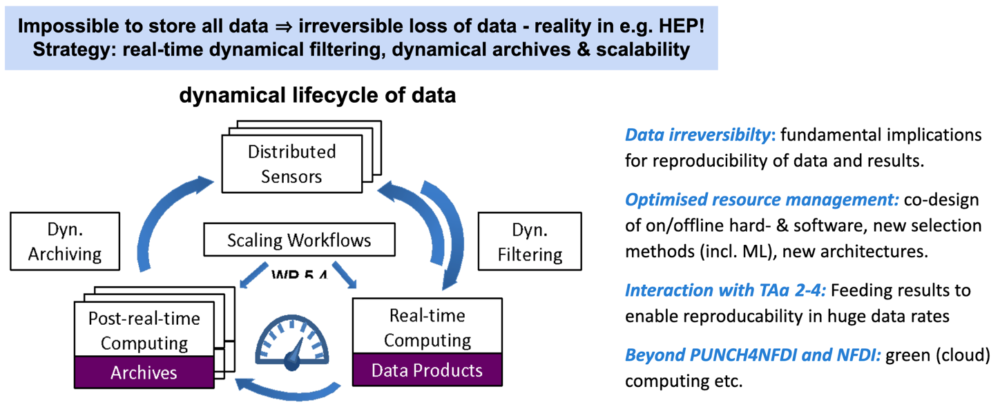 Impossible to store all data ⇒ irreversible loss of data - reality in e.g. HEP!
Strategy: real-time dynamical filtering, dynamical archives & scalability
dynamical lifecycle of data
Distributed
Sensors
Dyn.
Archiving
Scaling Workflows
Dyn.
Filtering
WP 5.4
Post-real-time
Computing
Archives
Real-time
Computing
Data Products
Data irreversibilty: fundamental implications
for reproducibility of data and results.
Optimised resource management: co-design
of on/offline hard- & software, new selection
methods (incl. ML), new architectures.
Interaction with TAa 2-4: Feeding results to
enable reproducability in huge data rates
Beyond PUNCH4NFDI and NFDI: green (cloud)
computing etc.